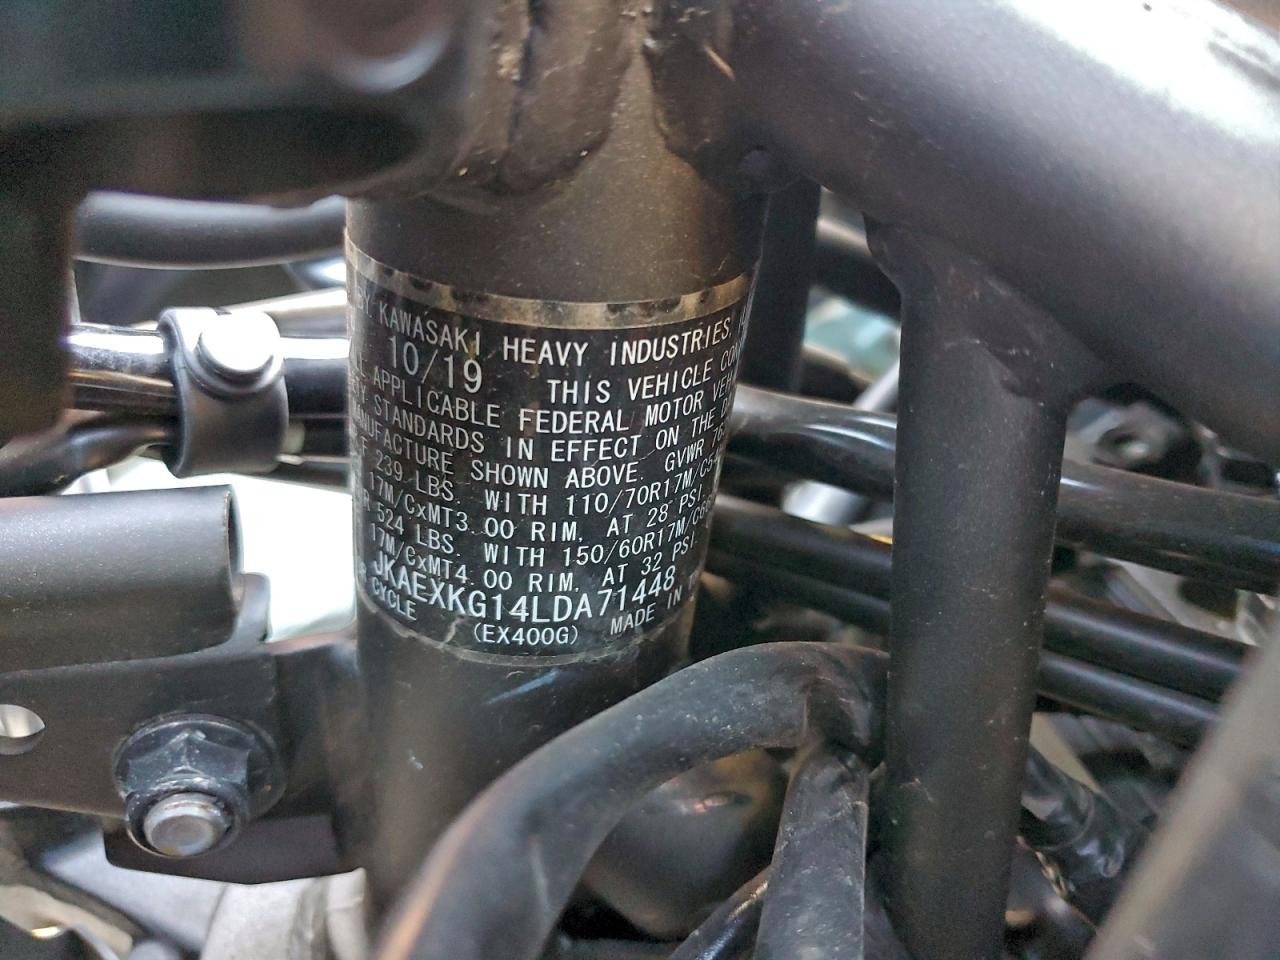 BY KAWASAKI HEAVY INDUSTRIES,
10/19 THIS VEHICLE
APPLICABLE FEDERAL MOTOR
STANDARDS IN EFFECT ON THE
MANUFACTURE SHOWN ABOVE. GVWR
239 LBS. WITH 110/70R17M/C
17M/CxMT3.00 RIM, AT 28 PSI.
524 LBS. WITH 150/60R17M/C
17M/CxMT4.00 RIM, AT 32 PSI.
JKAEXKG14LDA71448
CYCLE (EX400G) MADE IN